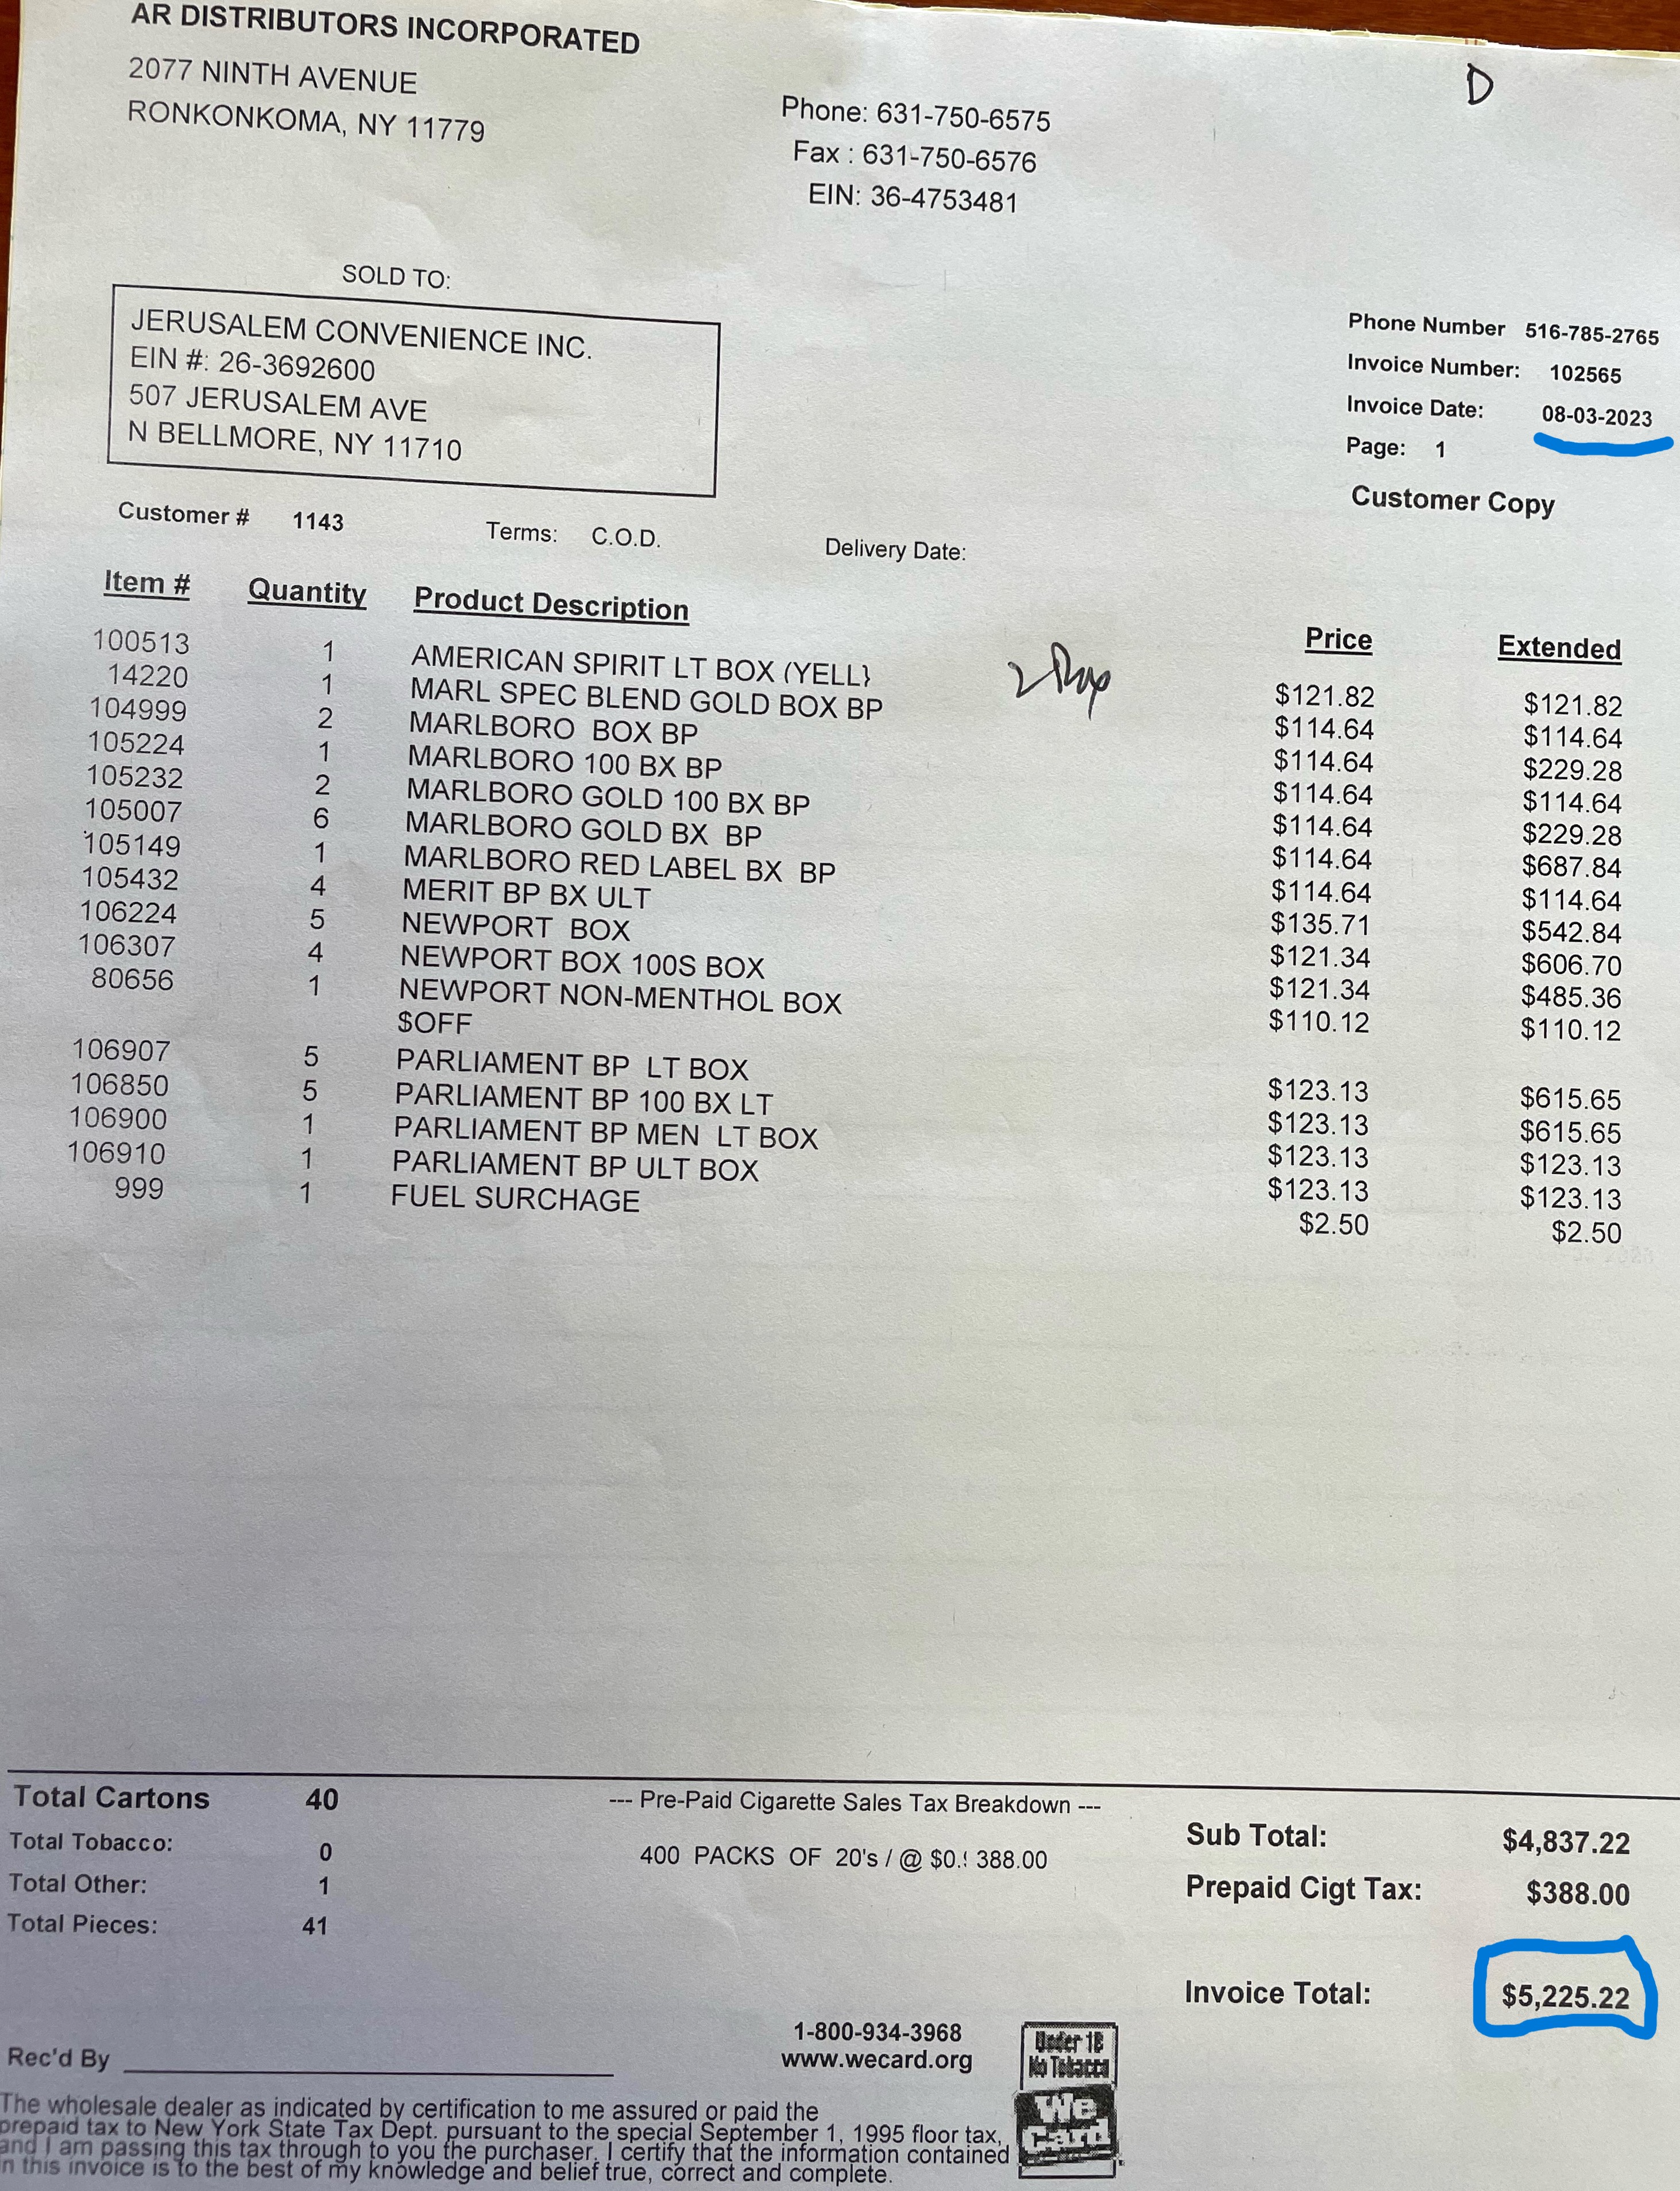 AR DISTRIBUTORS INCORPORATED
2077 NINTH AVENUE
RONKONKOMA, NY 11779
Phone: 631-750-6575
Fax : 631-750-6576
EIN: 36-4753481
D
SOLD TO:
JERUSALEM CONVENIENCE INC.
EIN #: 26-3692600
507 JERUSALEM AVE
N BELLMORE, NY 11710
Phone Number 516-785-2765
Invoice Number: 102565
Invoice Date: 08-03-2023
Page: 1
Customer Copy
Customer # 1143 Terms: C.O.D. Delivery Date:
Item # Quantity Product Description Price Extended
100513 1 AMERICAN SPIRIT LT BOX (YELL} $121.82 $121.82
14220 1 MARL SPEC BLEND GOLD BOX BP $114.64 $114.64
104999 2 MARLBORO BOX BP $114.64 $229.28
105224 1 MARLBORO 100 BX BP $114.64 $114.64
105232 2 MARLBORO GOLD 100 BX BP $114.64 $229.28
105007 6 MARLBORO GOLD BX BP $114.64 $687.84
105149 1 MARLBORO RED LABEL BX BP $114.64 $114.64
105432 4 MERIT BP BX ULT $135.71 $542.84
106224 5 NEWPORT BOX $121.34 $606.70
106307 4 NEWPORT BOX 100S BOX $121.34 $485.36
80656 1 NEWPORT NON-MENTHOL BOX $110.12 $110.12
$OFF
106907 5 PARLIAMENT BP LT BOX $123.13 $615.65
106850 5 PARLIAMENT BP 100 BX LT $123.13 $615.65
106900 1 PARLIAMENT BP MEN LT BOX $123.13 $123.13
106910 1 PARLIAMENT BP ULT BOX $123.13 $123.13
999 1 FUEL SURCHAGE $2.50 $2.50
Total Cartons 40
Total Tobacco: 0
Total Other: 1
Total Pieces: 41
--- Pre-Paid Cigarette Sales Tax Breakdown ---
400 PACKS OF 20's / @ $0.! 388.00
Sub Total: $4,837.22
Prepaid Cigt Tax: $388.00
Invoice Total: $5,225.22
Rec'd By
1-800-934-3968
www.wecard.org
Under 18
No Tobacco
We
Card
The wholesale dealer as indicated by certification to me assured or paid the
prepaid tax to New York State Tax Dept. pursuant to the special September 1, 1995 floor tax,
and I am passing this tax through to you the purchaser. I certify that the information contained
n this invoice is to the best of my knowledge and belief true, correct and complete.